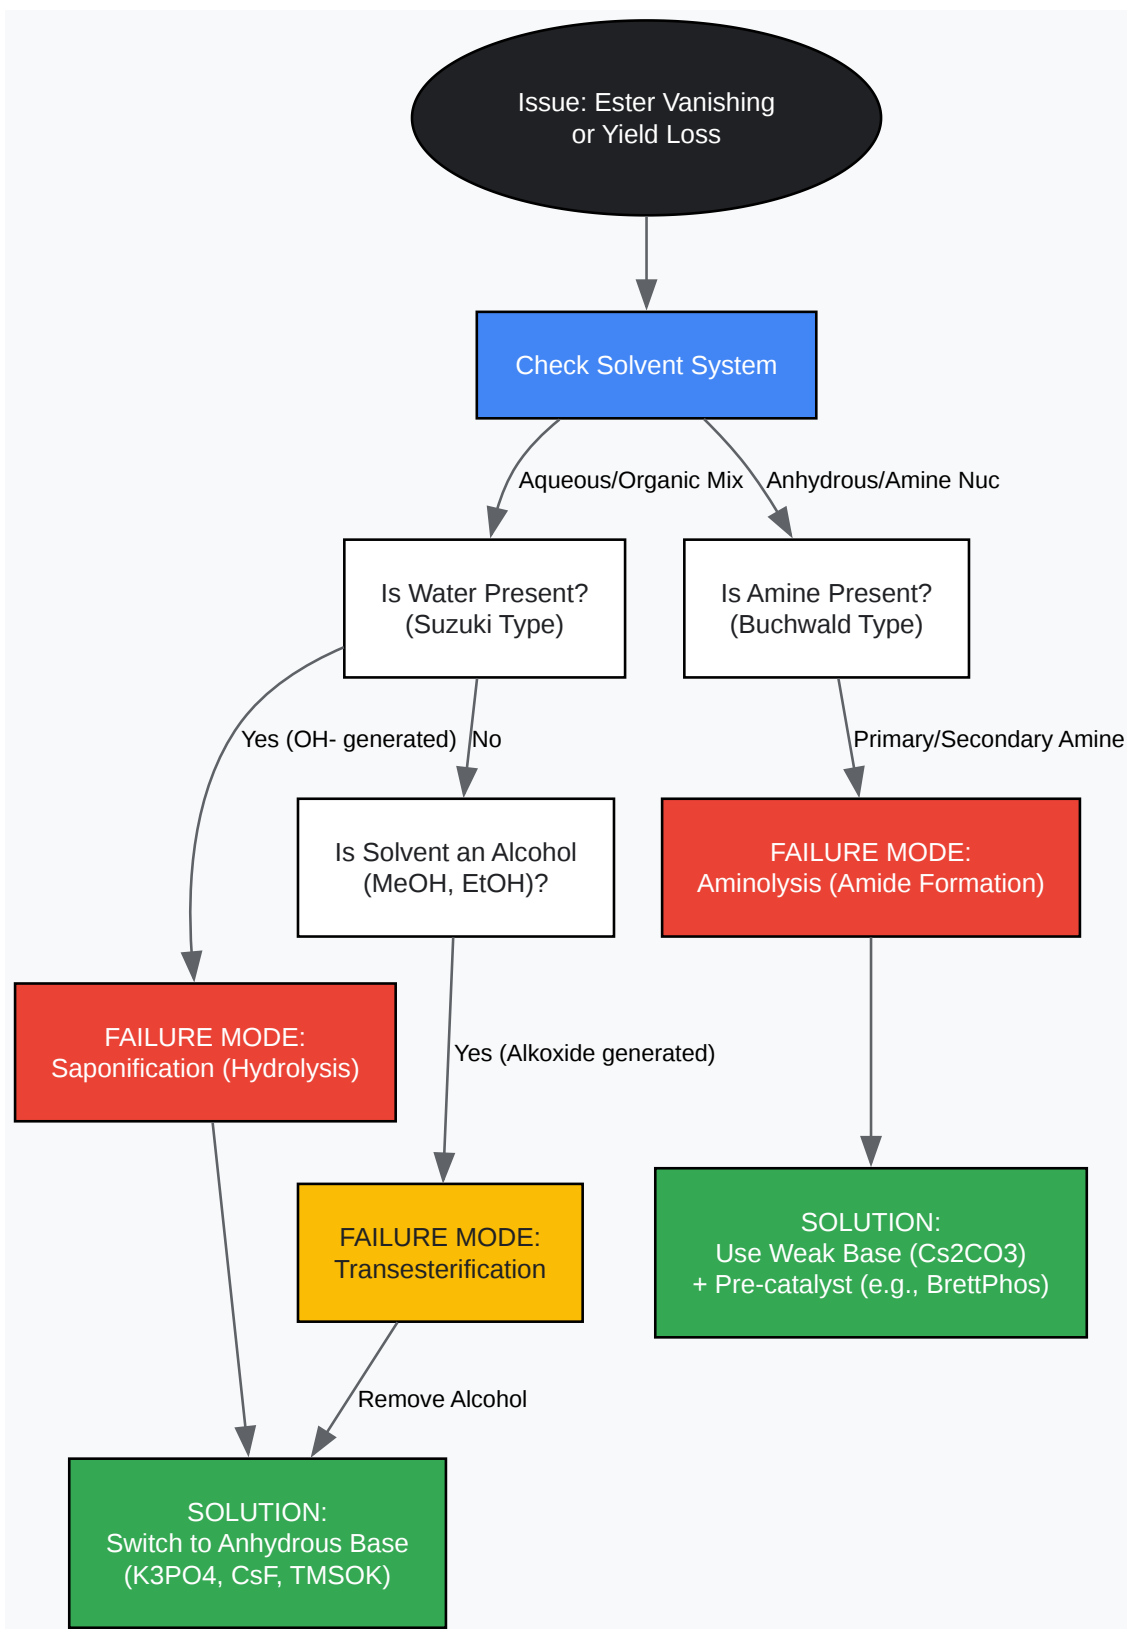 Issue: Ester Vanishing
or Yield Loss
Check Solvent System
Aqueous/Organic Mix
Anhydrous/Amine Nuc
Is Water Present?
(Suzuki Type)
Is Amine Present?
(Buchwald Type)
Yes (OH- generated)
No
Primary/Secondary Amine
Is Solvent an Alcohol
(MeOH, EtOH)?
FAILURE MODE:
Aminolysis (Amide Formation)
FAILURE MODE:
Saponification (Hydrolysis)
Yes (Alkoxide generated)
FAILURE MODE:
Transesterification
SOLUTION:
Use Weak Base (Cs2CO3)
+ Pre-catalyst (e.g., BrettPhos)
Remove Alcohol
SOLUTION:
Switch to Anhydrous Base
(K3PO4, CsF, TMSOK)